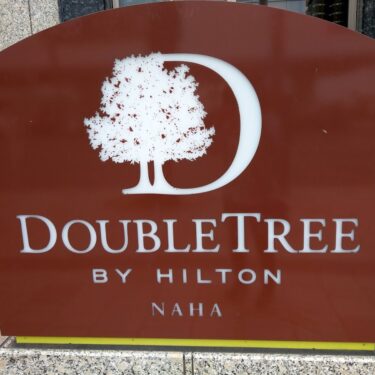 D
DOUBLETREE
BY HILTON
NAHA